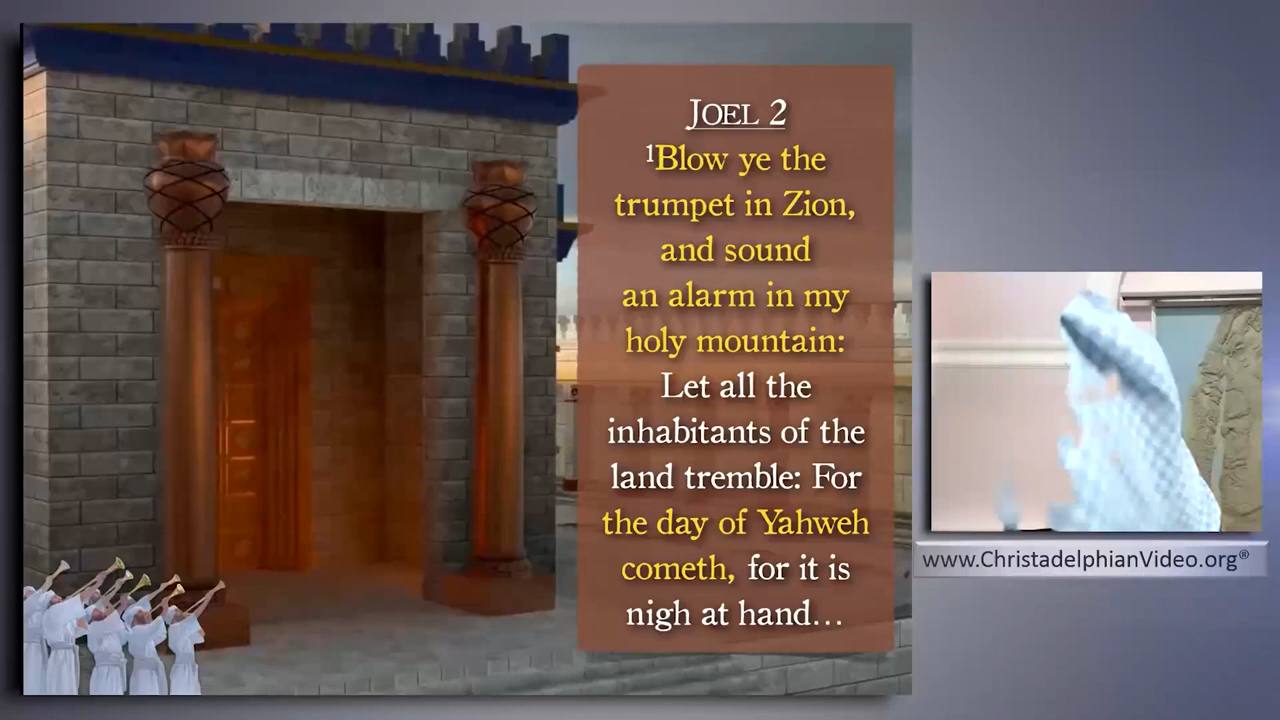 JOEL 2
¹Blow ye the
trumpet in Zion,
and sound
an alarm in my
holy mountain:
Let all the
inhabitants of the
land tremble: For
the day of Yahweh
cometh, for it is
nigh at hand…
www.ChristadelphianVideo.org®